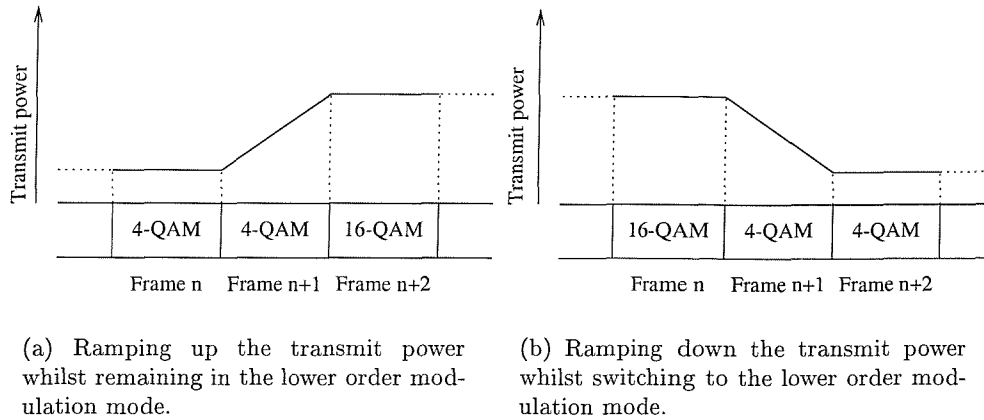 Transmit power
4-QAM 4-QAM 16-QAM
Frame n Frame n+1 Frame n+2
(a) Ramping up the transmit power
whilst remaining in the lower order mod-
ulation mode.
Transmit power
16-QAM 4-QAM 4-QAM
Frame n Frame n+1 Frame n+2
(b) Ramping down the transmit power
whilst switching to the lower order mod-
ulation mode.